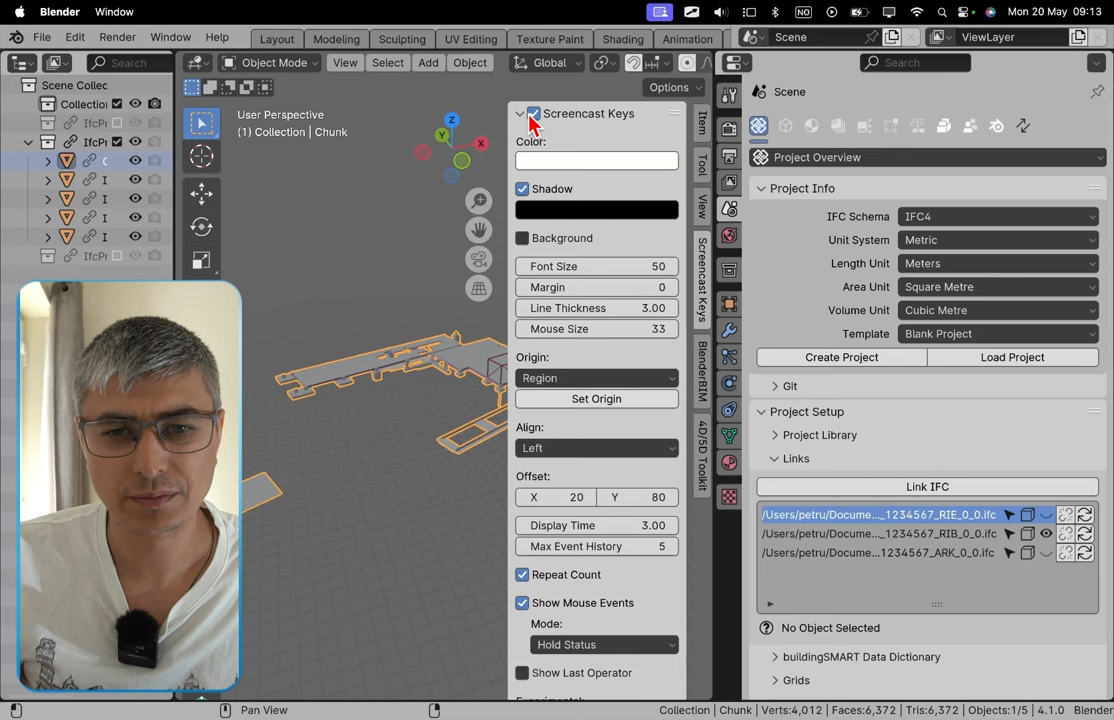 Blender Window NO Mon 20 May 09:13
File Edit Render Window Help Layout Modeling Sculpting UV Editing Texture Paint Shading Animation Scene ViewLayer
Search Object Mode View Select Add Object Global Search
Options
Scene Collec
Collection
IfcPr
IfcPr
C
I
I
I
I
IfcPr
User Perspective
(1) Collection | Chunk
Z
Y
X
Screencast Keys
Color:
Shadow
Background
Font Size 50
Margin 0
Line Thickness 3.00
Mouse Size 33
Origin:
Region
Set Origin
Align:
Left
Offset:
X 20 Y 80
Display Time 3.00
Max Event History 5
Repeat Count
Show Mouse Events
Mode:
Hold Status
Show Last Operator
Item
Tool
View
Screencast Keys
BlenderBIM
4D/5D Toolkit
Scene
Project Overview
Project Info
IFC Schema IFC4
Unit System Metric
Length Unit Meters
Area Unit Square Metre
Volume Unit Cubic Metre
Template Blank Project
Create Project Load Project
Git
Project Setup
Project Library
Links
Link IFC
/Users/petru/Docume..._1234567_RIE_0_0.ifc
/Users/petru/Docume..._1234567_RIB_0_0.ifc
/Users/petru/Docume...1234567_ARK_0_0.ifc
No Object Selected
buildingSMART Data Dictionary
Grids
Pan View Collection | Chunk | Verts:4,012 | Faces:6,372 | Tris:6,372 | Objects:1/5 | 4.1.0 Blender